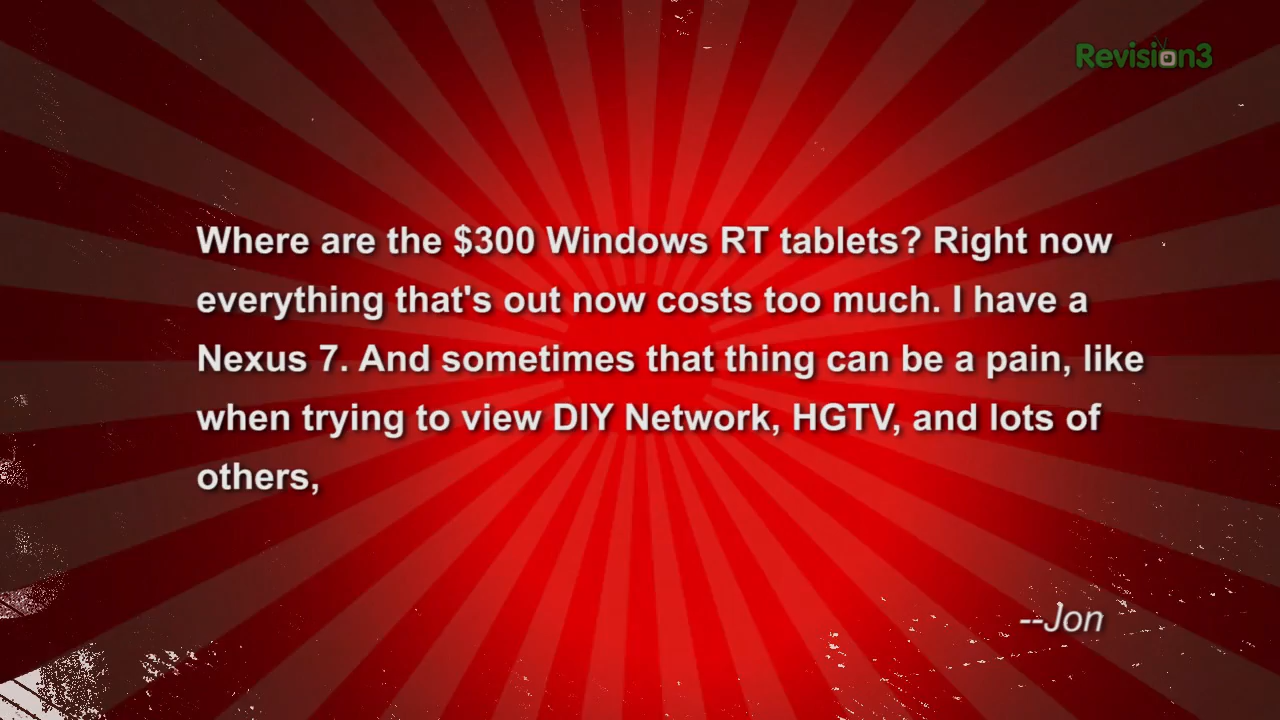 Revision3
Where are the $300 Windows RT tablets? Right now
everything that's out now costs too much. I have a
Nexus 7. And sometimes that thing can be a pain, like
when trying to view DIY Network, HGTV, and lots of
others,
--Jon